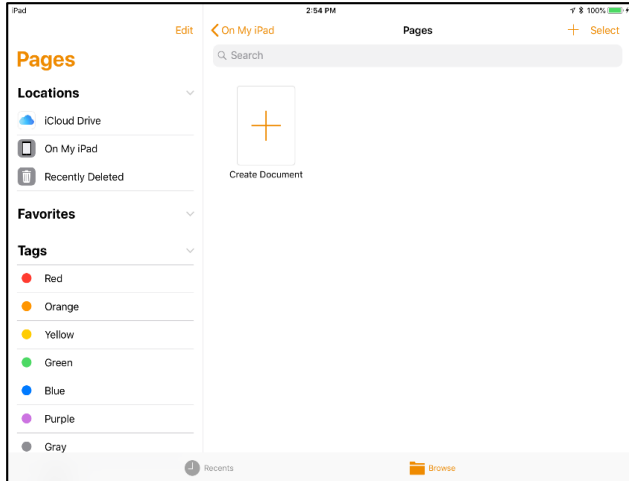 iPad
2:54 PM
100%
Edit
On My iPad
Pages
Select
Pages
Search
Locations
iCloud Drive
On My iPad
Recently Deleted
Create Document
Favorites
Tags
Red
Orange
Yellow
Green
Blue
Purple
Gray
Recents
Browse